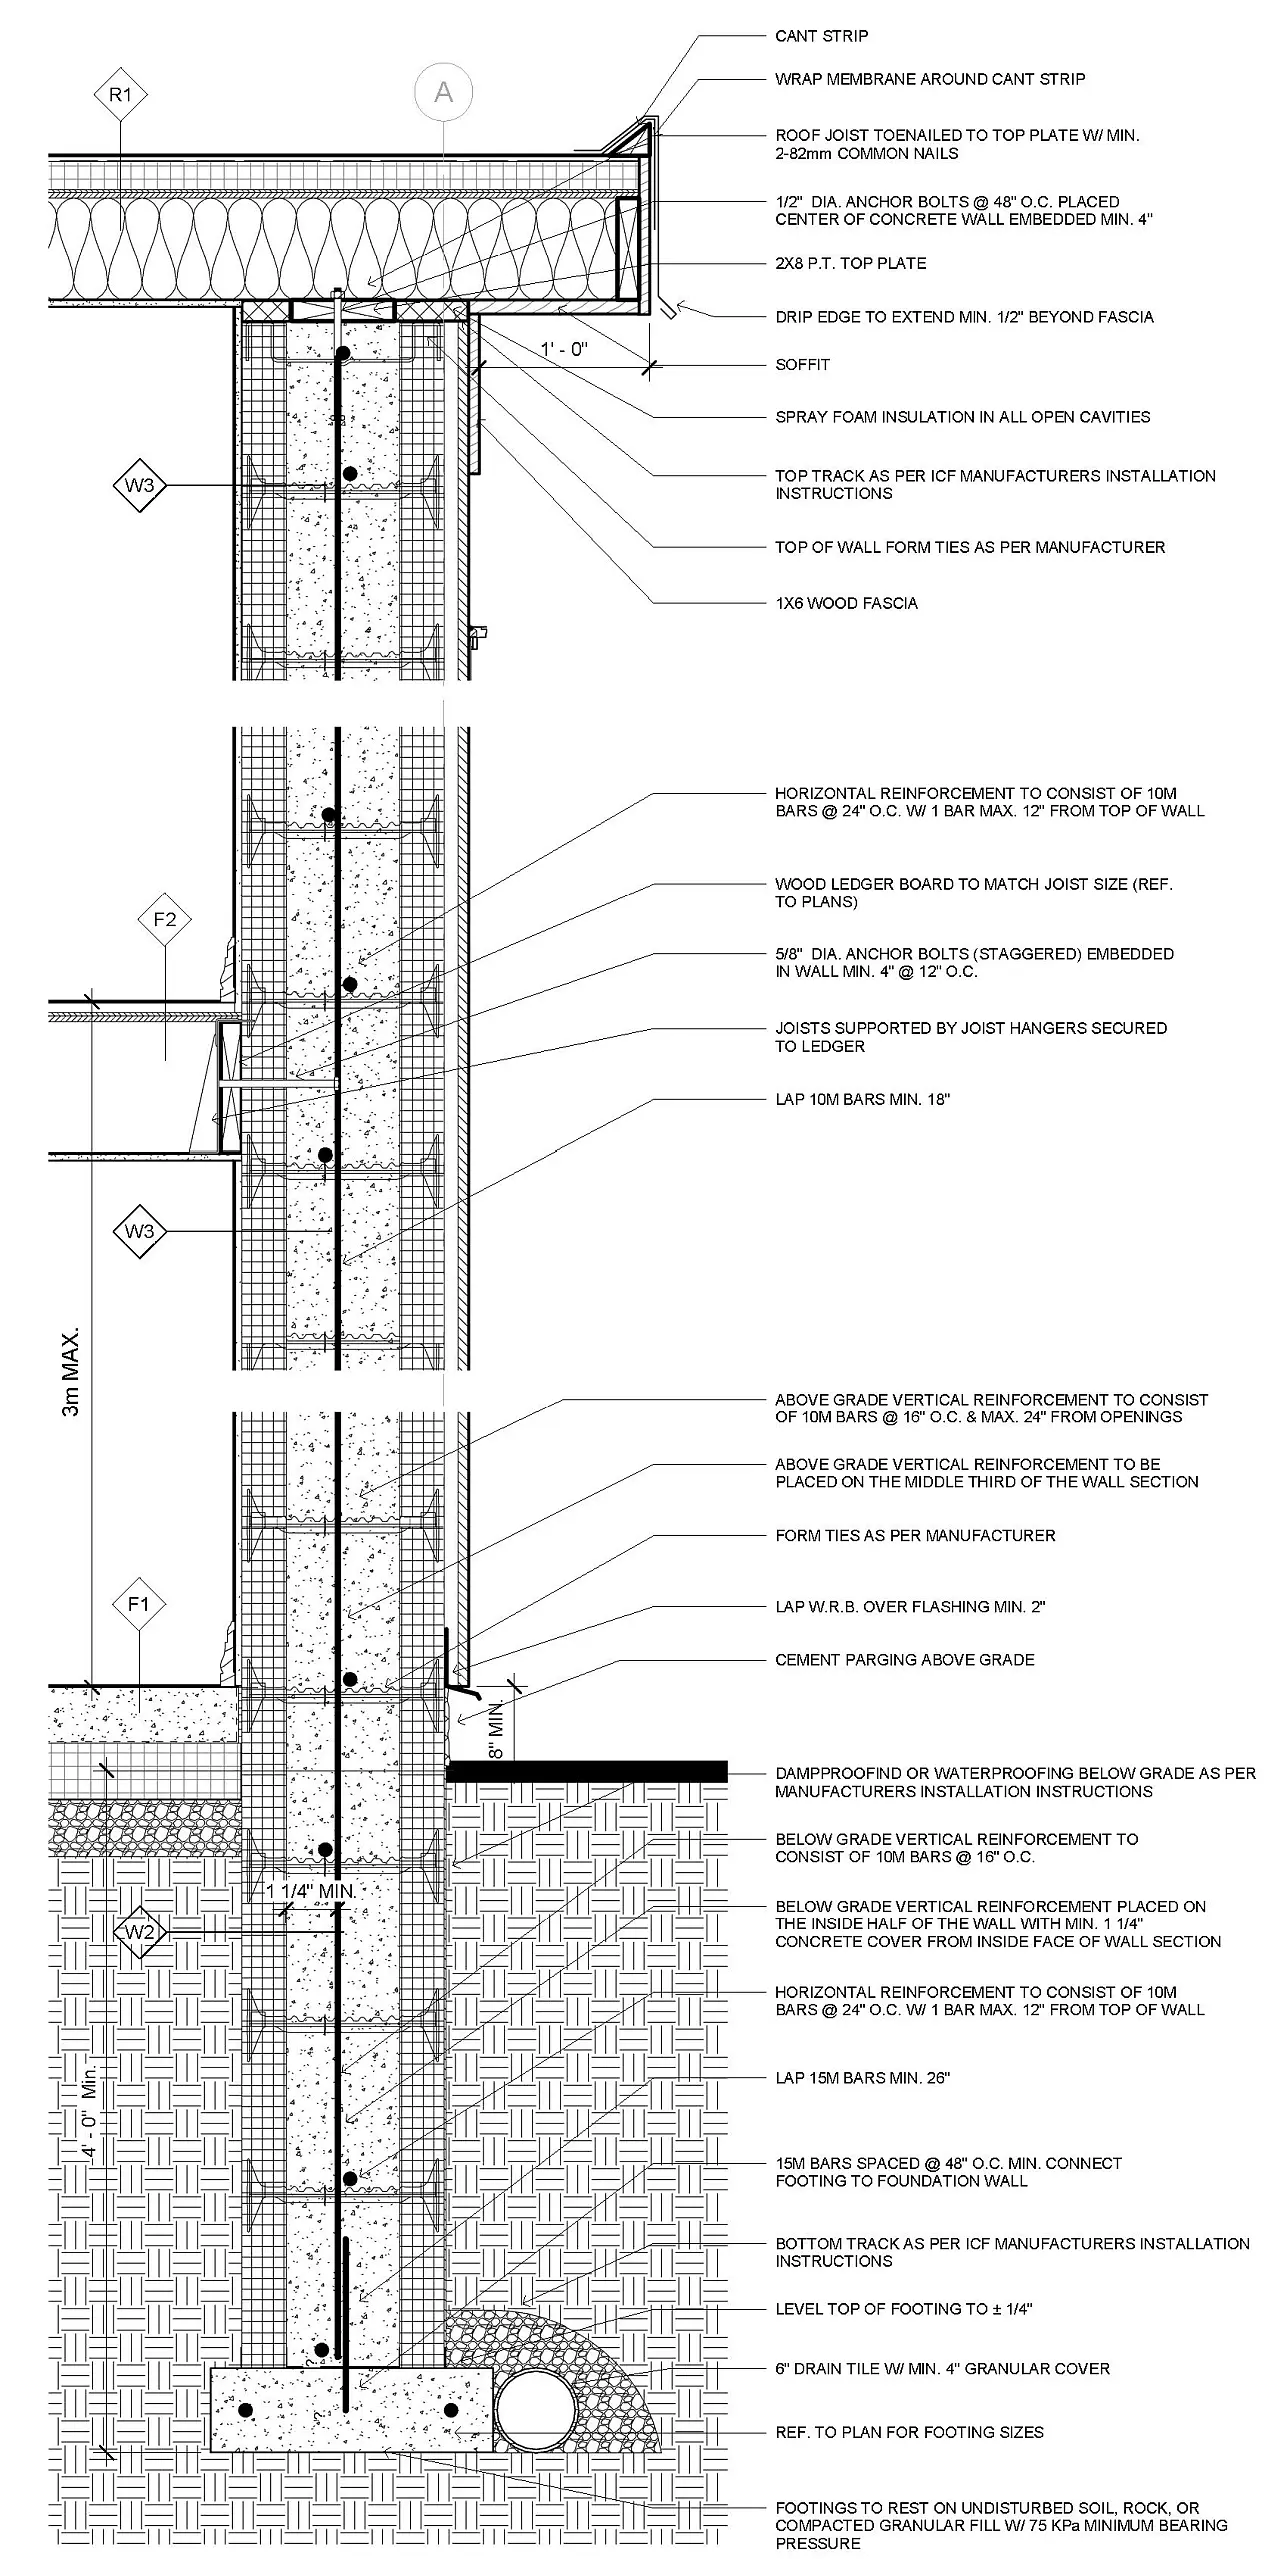 CANT STRIP
WRAP MEMBRANE AROUND CANT STRIP
R1
A
ROOF JOIST TOENAILED TO TOP PLATE W/ MIN.
2-82mm COMMON NAILS
1/2" DIA. ANCHOR BOLTS @ 48" O.C. PLACED
CENTER OF CONCRETE WALL EMBEDDED MIN. 4"
2X8 P.T. TOP PLATE
DRIP EDGE TO EXTEND MIN. 1/2" BEYOND FASCIA
1' - 0"
SOFFIT
SPRAY FOAM INSULATION IN ALL OPEN CAVITIES
W3
TOP TRACK AS PER ICF MANUFACTURERS INSTALLATION
INSTRUCTIONS
TOP OF WALL FORM TIES AS PER MANUFACTURER
1X6 WOOD FASCIA
HORIZONTAL REINFORCEMENT TO CONSIST OF 10M
BARS @ 24" O.C. W/ 1 BAR MAX. 12" FROM TOP OF WALL
WOOD LEDGER BOARD TO MATCH JOIST SIZE (REF.
TO PLANS)
F2
5/8" DIA. ANCHOR BOLTS (STAGGERED) EMBEDDED
IN WALL MIN. 4" @ 12" O.C.
JOISTS SUPPORTED BY JOIST HANGERS SECURED
TO LEDGER
LAP 10M BARS MIN. 18"
W3
3m MAX.
ABOVE GRADE VERTICAL REINFORCEMENT TO CONSIST
OF 10M BARS @ 16" O.C. & MAX. 24" FROM OPENINGS
ABOVE GRADE VERTICAL REINFORCEMENT TO BE
PLACED ON THE MIDDLE THIRD OF THE WALL SECTION
FORM TIES AS PER MANUFACTURER
F1
LAP W.R.B. OVER FLASHING MIN. 2"
CEMENT PARGING ABOVE GRADE
8" MIN.
DAMPPROOFIND OR WATERPROOFING BELOW GRADE AS PER
MANUFACTURERS INSTALLATION INSTRUCTIONS
BELOW GRADE VERTICAL REINFORCEMENT TO
CONSIST OF 10M BARS @ 16" O.C.
1 1/4" MIN.
W2
BELOW GRADE VERTICAL REINFORCEMENT PLACED ON
THE INSIDE HALF OF THE WALL WITH MIN. 1 1/4"
CONCRETE COVER FROM INSIDE FACE OF WALL SECTION
HORIZONTAL REINFORCEMENT TO CONSIST OF 10M
BARS @ 24" O.C. W/ 1 BAR MAX. 12" FROM TOP OF WALL
4' - 0" Min.
LAP 15M BARS MIN. 26"
15M BARS SPACED @ 48" O.C. MIN. CONNECT
FOOTING TO FOUNDATION WALL
BOTTOM TRACK AS PER ICF MANUFACTURERS INSTALLATION
INSTRUCTIONS
LEVEL TOP OF FOOTING TO ± 1/4"
6" DRAIN TILE W/ MIN. 4" GRANULAR COVER
?
?
REF. TO PLAN FOR FOOTING SIZES
FOOTINGS TO REST ON UNDISTURBED SOIL, ROCK, OR
COMPACTED GRANULAR FILL W/ 75 KPa MINIMUM BEARING
PRESSURE